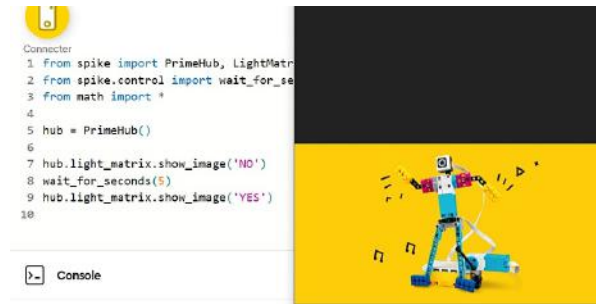 Connecter
1 from spike import PrimeHub, LightMatr
2 from spike.control import wait_for_se
3 from math import *
4
5 hub = PrimeHub()
6
7 hub.light_matrix.show_image('NO')
8 wait_for_seconds(5)
9 hub.light_matrix.show_image('YES')
10
>_ Console